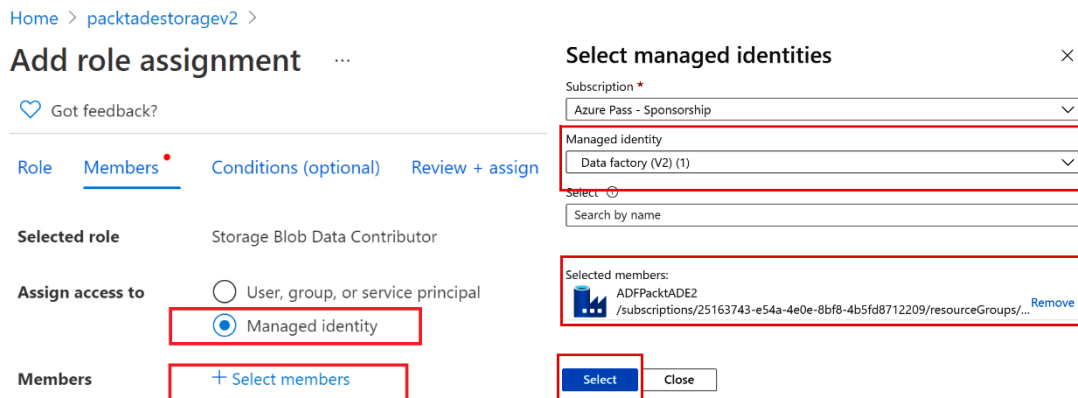 Home > packtadestoragev2 >
Add role assignment ...
Got feedback?
Role Members Conditions (optional) Review + assign
Selected role Storage Blob Data Contributor
Assign access to User, group, or service principal
Managed identity
Members + Select members
Select managed identities
Subscription *
Azure Pass - Sponsorship
Managed identity
Data factory (V2) (1)
Select
Search by name
Selected members:
ADFPacktADE2
/subscriptions/25163743-e54a-4e0e-8bf8-4b5fd8712209/resourceGroups/... Remove
Select Close